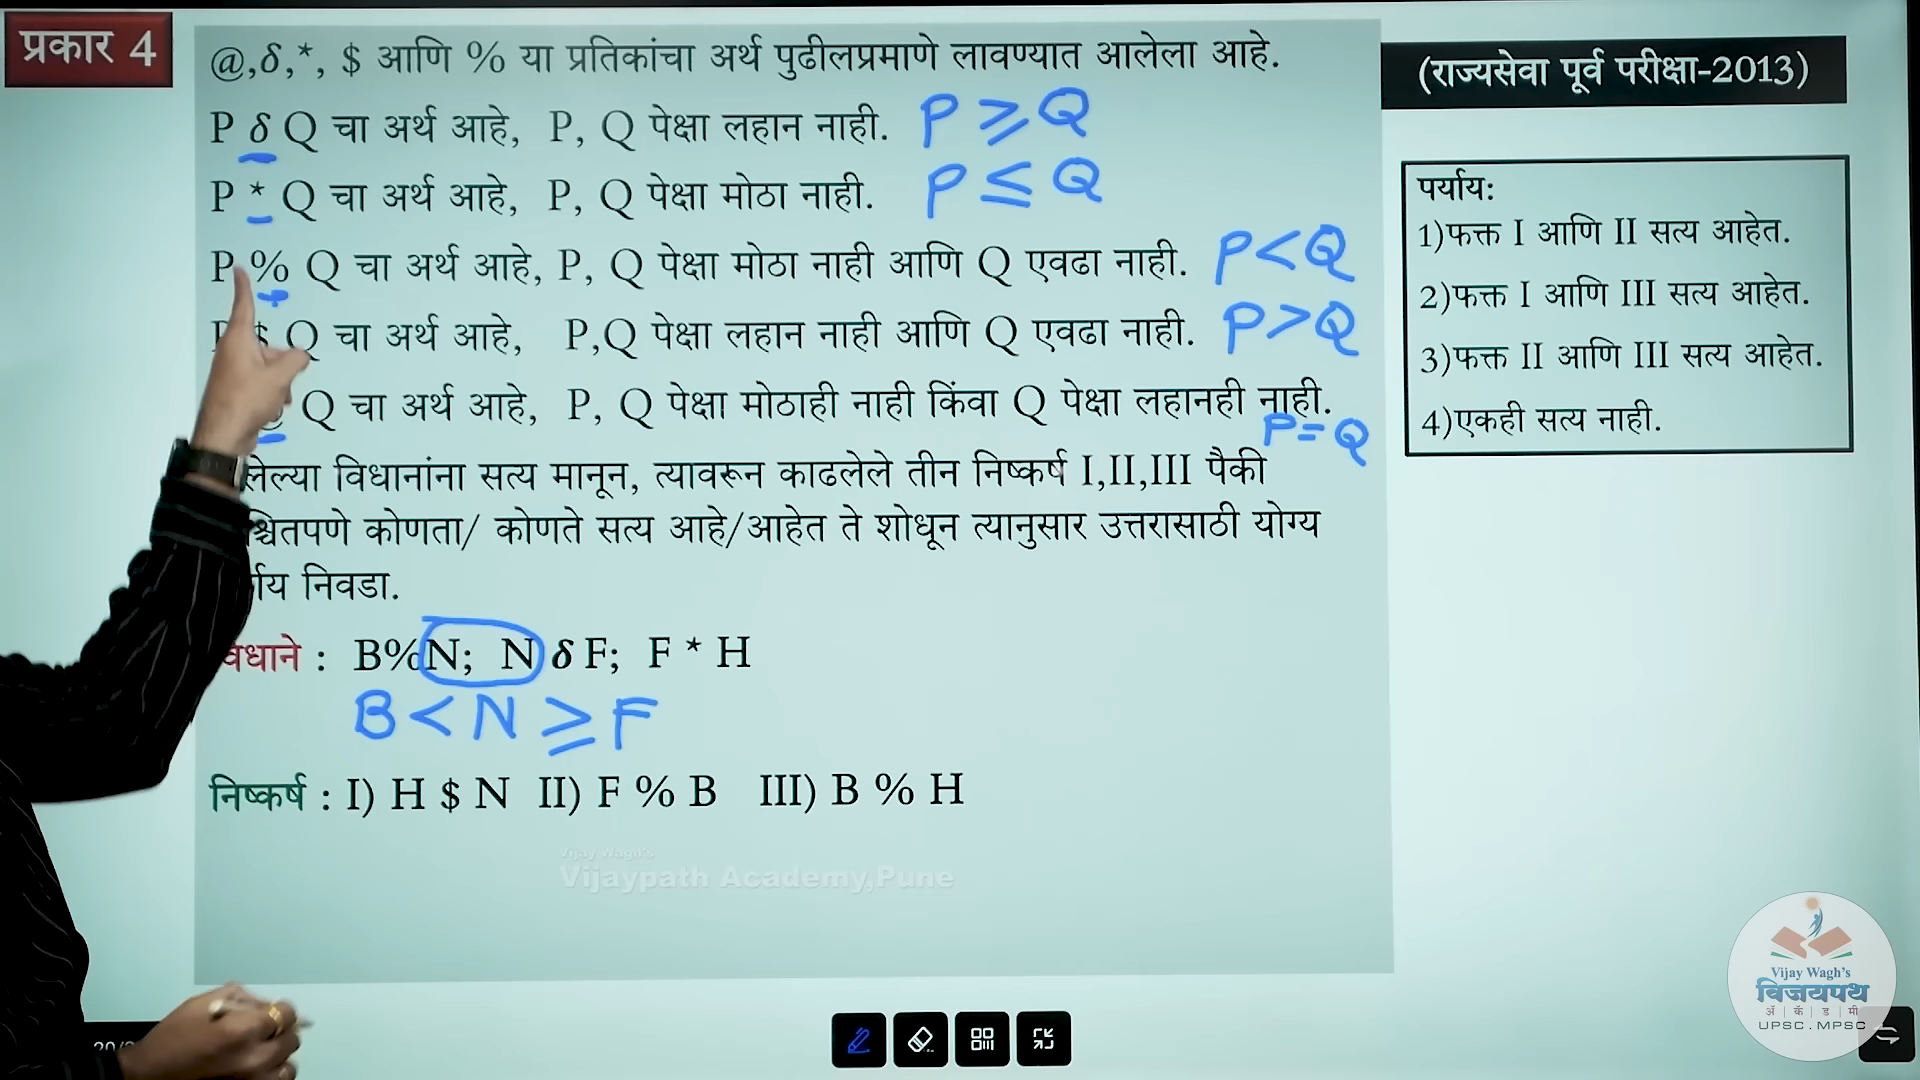 प्रकार 4
@,δ,*, $ आणि % या प्रतिकांचा अर्थ पुढीलप्रमाणे लावण्यात आलेला आहे.
(राज्यसेवा पूर्व परीक्षा-2013)
P δ Q चा अर्थ आहे, P, Q पेक्षा लहान नाही. P ≥ Q
P * Q चा अर्थ आहे, P, Q पेक्षा मोठा नाही. P ≤ Q
P % Q चा अर्थ आहे, P, Q पेक्षा मोठा नाही आणि Q एवढा नाही. P < Q
$ Q चा अर्थ आहे, P,Q पेक्षा लहान नाही आणि Q एवढा नाही. P > Q
Q चा अर्थ आहे, P, Q पेक्षा मोठाही नाही किंवा Q पेक्षा लहानही नाही.
P = Q
विधानांना सत्य मानून, त्यावरून काढलेले तीन निष्कर्ष I,II,III पैकी
कोणता/ कोणते सत्य आहे/आहेत ते शोधून त्यानुसार उत्तरासाठी योग्य
निवडा.
: B%N; N δ F; F * H
B < N ≥ F
निष्कर्ष : I) H $ N II) F % B III) B % H
पर्याय:
1)फक्त I आणि II सत्य आहेत.
2)फक्त I आणि III सत्य आहेत.
3)फक्त II आणि III सत्य आहेत.
4)एकही सत्य नाही.
Vijay Wagh's
Vijaypath Academy,Pune
Vijay Wagh's
विजयपथ
अ‍ॅ | कॅ | ड | मी
UPSC . MPSC